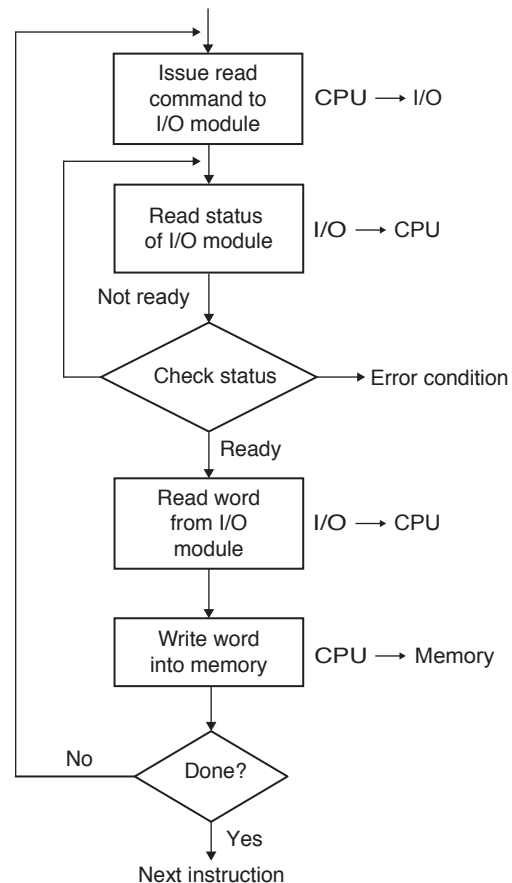 Issue read
command to
I/O module
CPU → I/O
Read status
of I/O module
I/O → CPU
Not ready
Check status
Error condition
Ready
Read word
from I/O
module
I/O → CPU
Write word
into memory
CPU → Memory
No
Done?
Yes
Next instruction